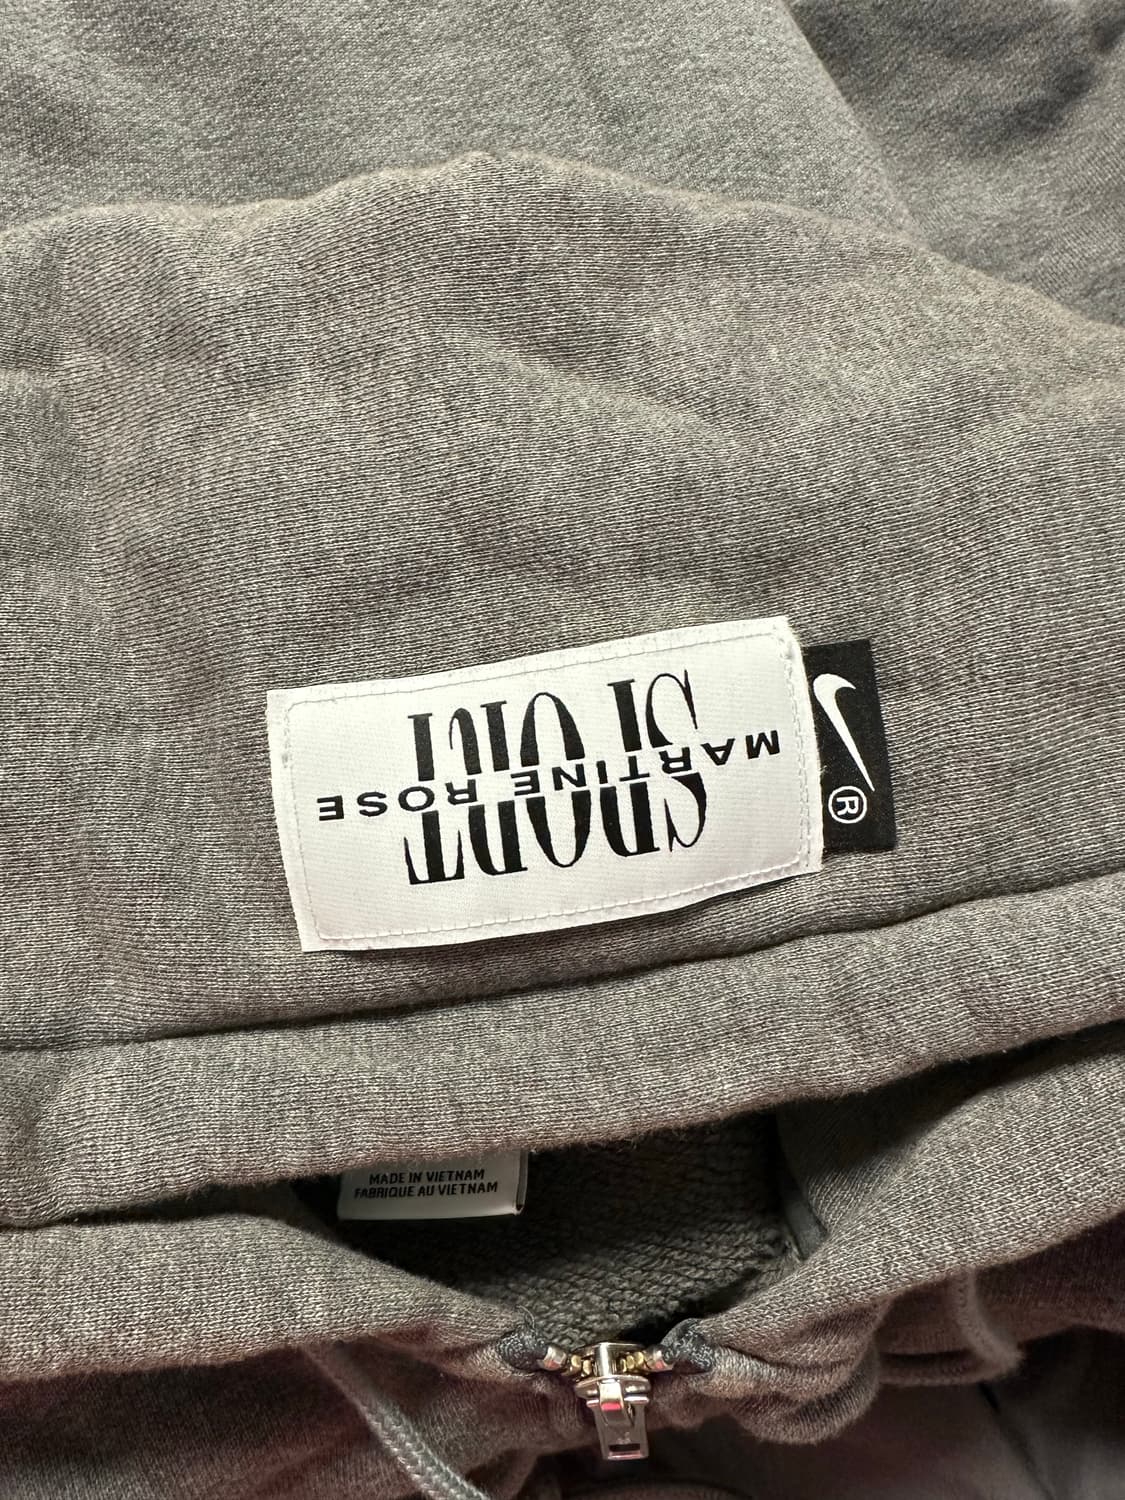 SPORT
MARTINE ROSE
®
MADE IN VIETNAM
FABRIQUE AU VIETNAM